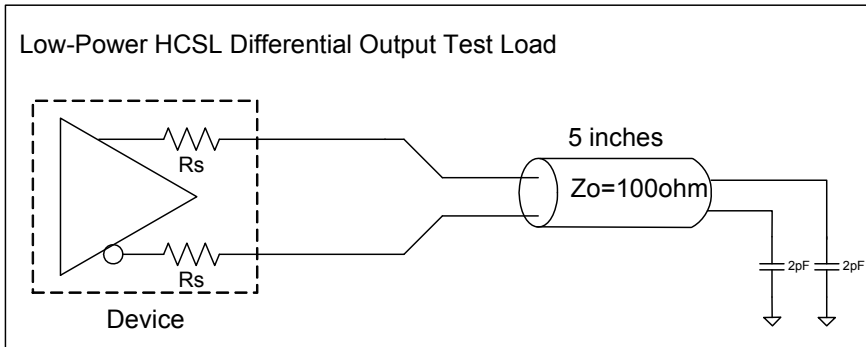 Low-Power HCSL Differential Output Test Load
Rs
5 inches
Zo=100ohm
2pF
2pF
Rs
Device